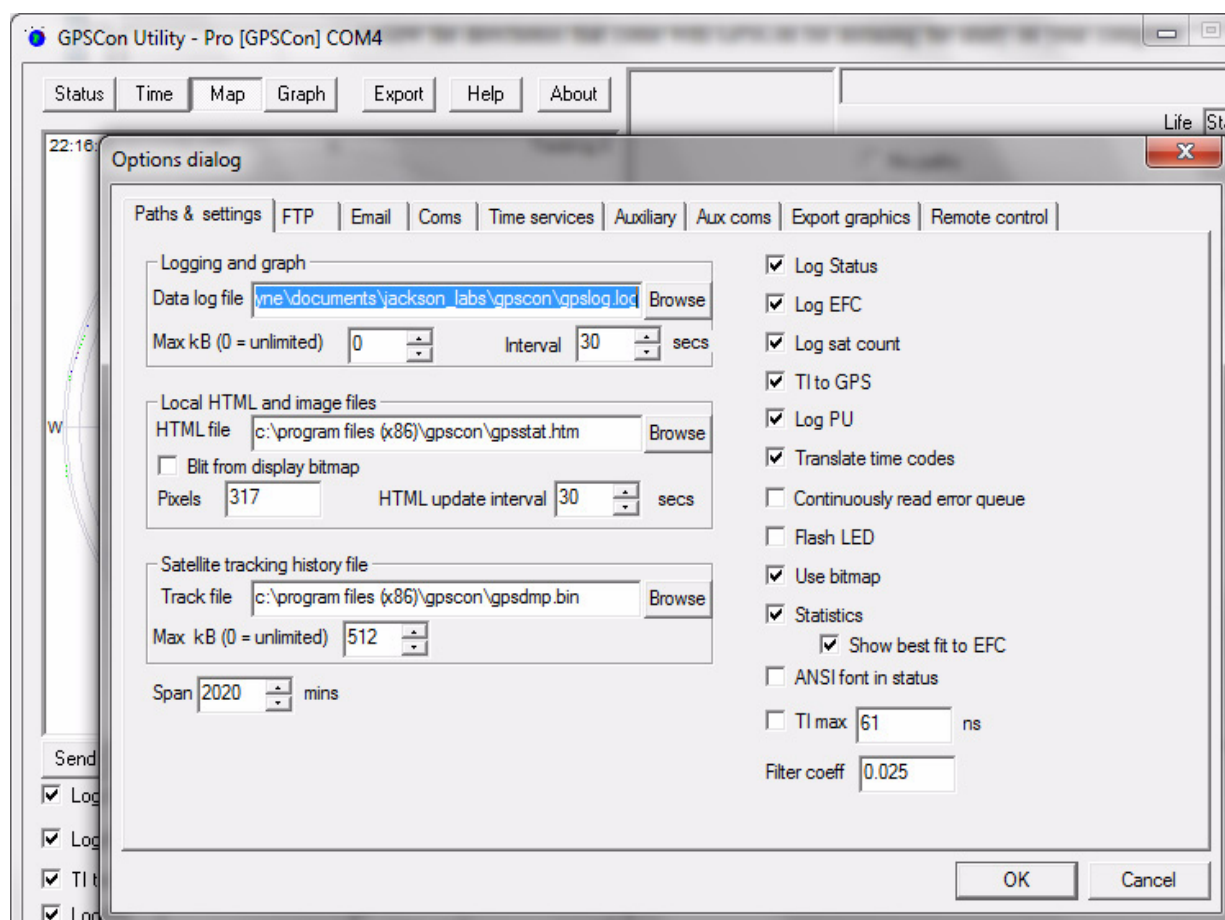 GPSCon Utility - Pro [GPSCon] COM4
Status Time Map Graph Export Help About
Life
22:16:
W
Send
Log
Log
TI t
Log
Options dialog
Paths & settings FTP Email Coms Time services Auxiliary Aux coms Export graphics Remote control
Logging and graph
Data log file yne\documents\jackson_labs\gpscon\gpslog.log Browse
Max kB (0 = unlimited) 0 Interval 30 secs
Local HTML and image files
HTML file c:\program files (x86)\gpscon\gpsstat.htm Browse
Blit from display bitmap
Pixels 317 HTML update interval 30 secs
Satellite tracking history file
Track file c:\program files (x86)\gpscon\gpsdmp.bin Browse
Max kB (0 = unlimited) 512
Span 2020 mins
Log Status
Log EFC
Log sat count
TI to GPS
Log PU
Translate time codes
Continuously read error queue
Flash LED
Use bitmap
Statistics
Show best fit to EFC
ANSI font in status
TI max 61 ns
Filter coeff 0.025
OK Cancel